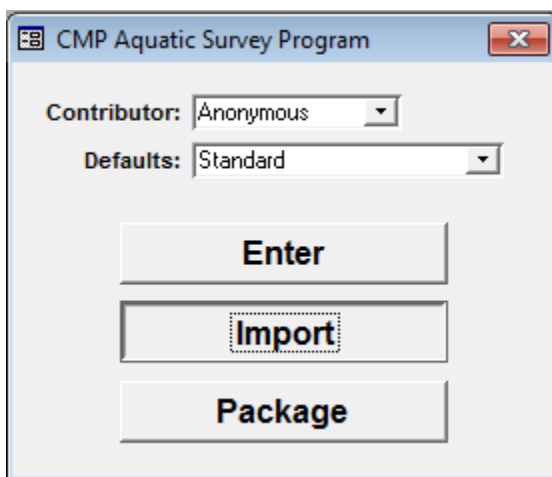 CMP Aquatic Survey Program
Contributor: Anonymous
Defaults: Standard
Enter
Import
Package